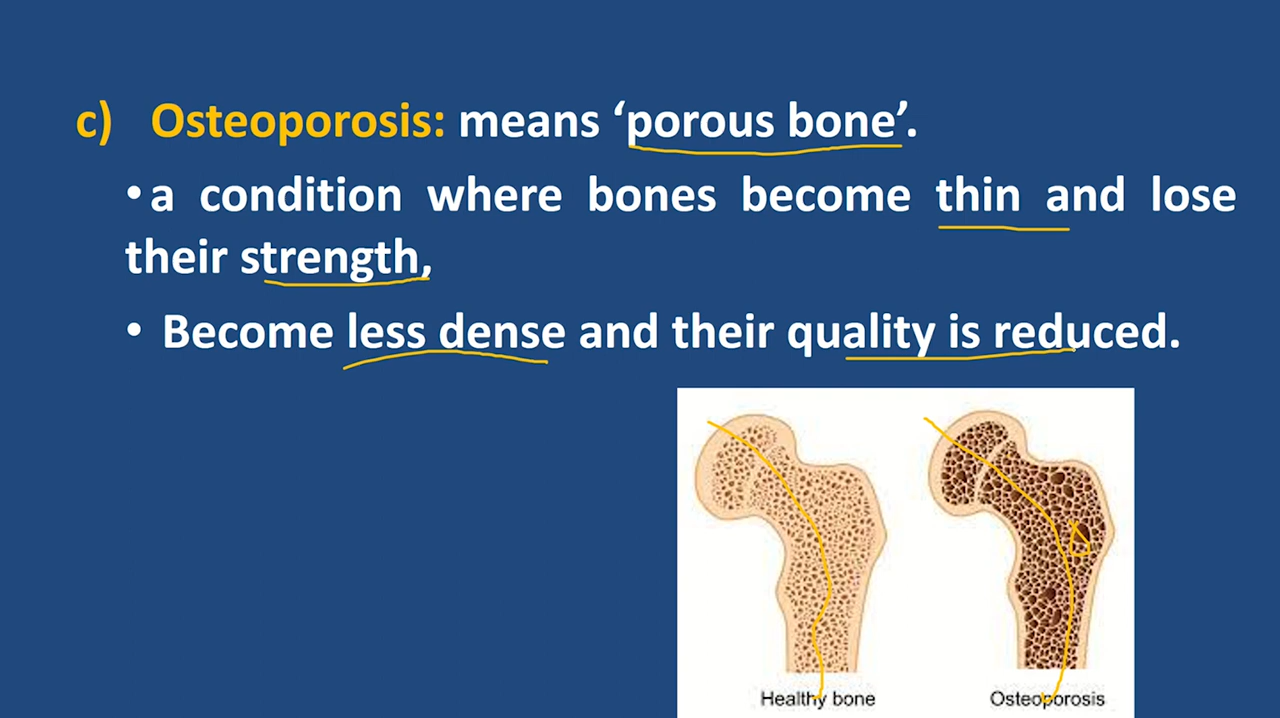 c) Osteoporosis: means ‘porous bone’.
•a condition where bones become thin and lose
their strength,
• Become less dense and their quality is reduced.
Healthy bone
Osteoporosis